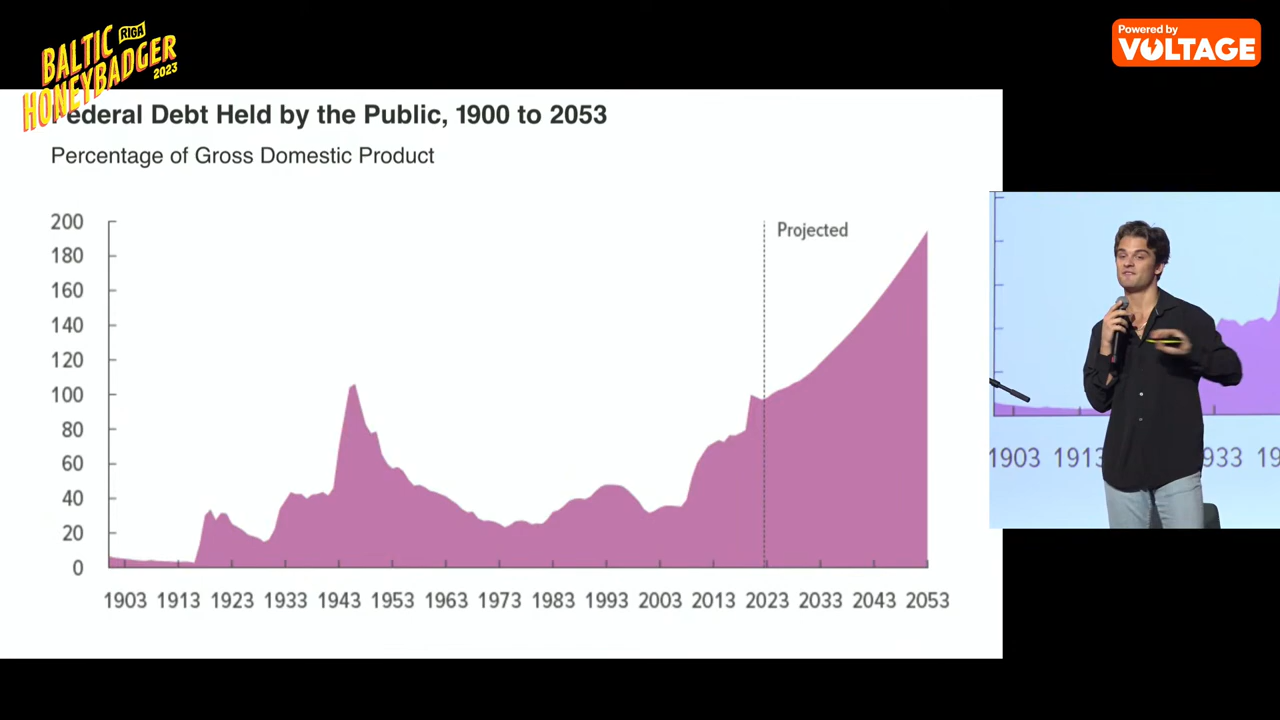 BALTIC RIGA
HONEYBADGER
2023
Powered by
VOLTAGE
Federal Debt Held by the Public, 1900 to 2053
Percentage of Gross Domestic Product
200
180
160
140
120
100
80
60
40
20
0
Projected
1903 1913 1923 1933 1943 1953 1963 1973 1983 1993 2003 2013 2023 2033 2043 2053
1903 1913 933 19